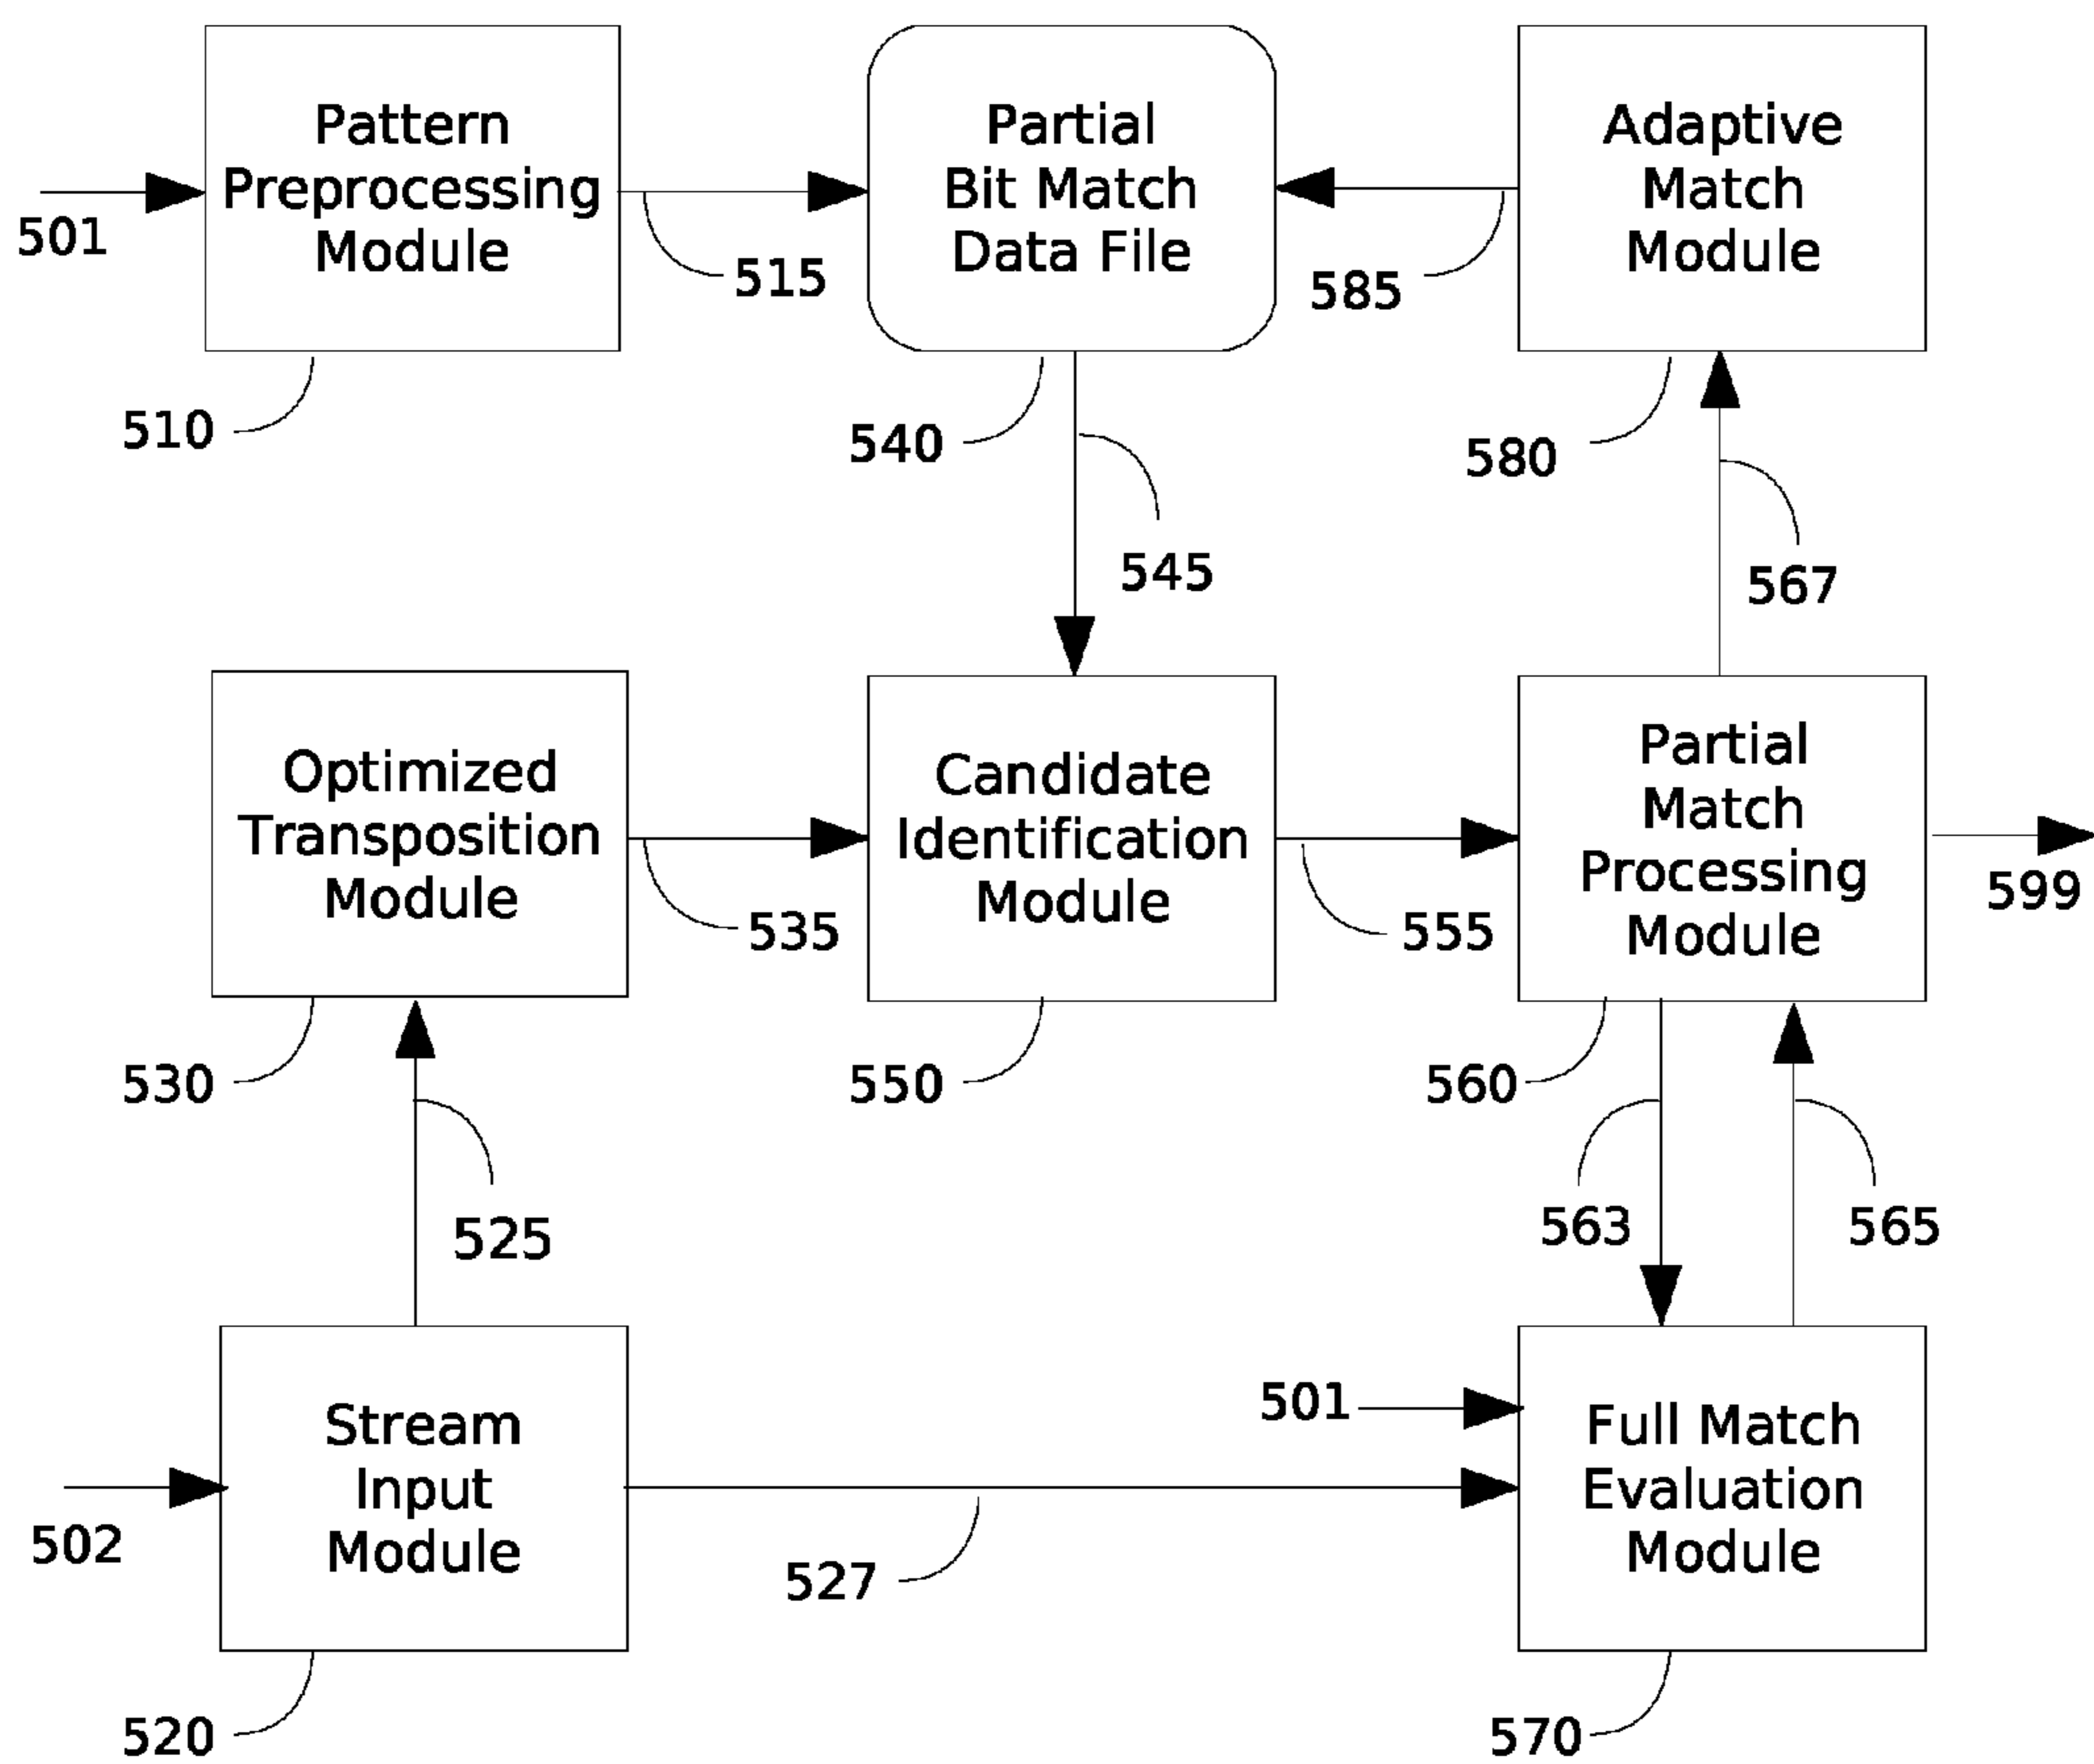 Pattern
Preprocessing
Module
501
515
510
Partial
Bit Match
Data File
540
545
Adaptive
Match
Module
585
580
567
Optimized
Transposition
Module
535
530
525
Candidate
Identification
Module
555
550
Partial
Match
Processing
Module
599
560
563
565
Stream
Input
Module
502
527
520
501
Full Match
Evaluation
Module
570